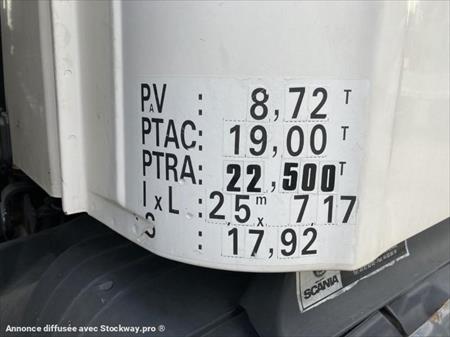 PAV : 8,72 T
PTAC: 19,00 T
PTRA: 22,500 T
l x L : 2,5 m x 7,17
S : 17,92
SCANIA
Annonce diffusée avec Stockway.pro ®